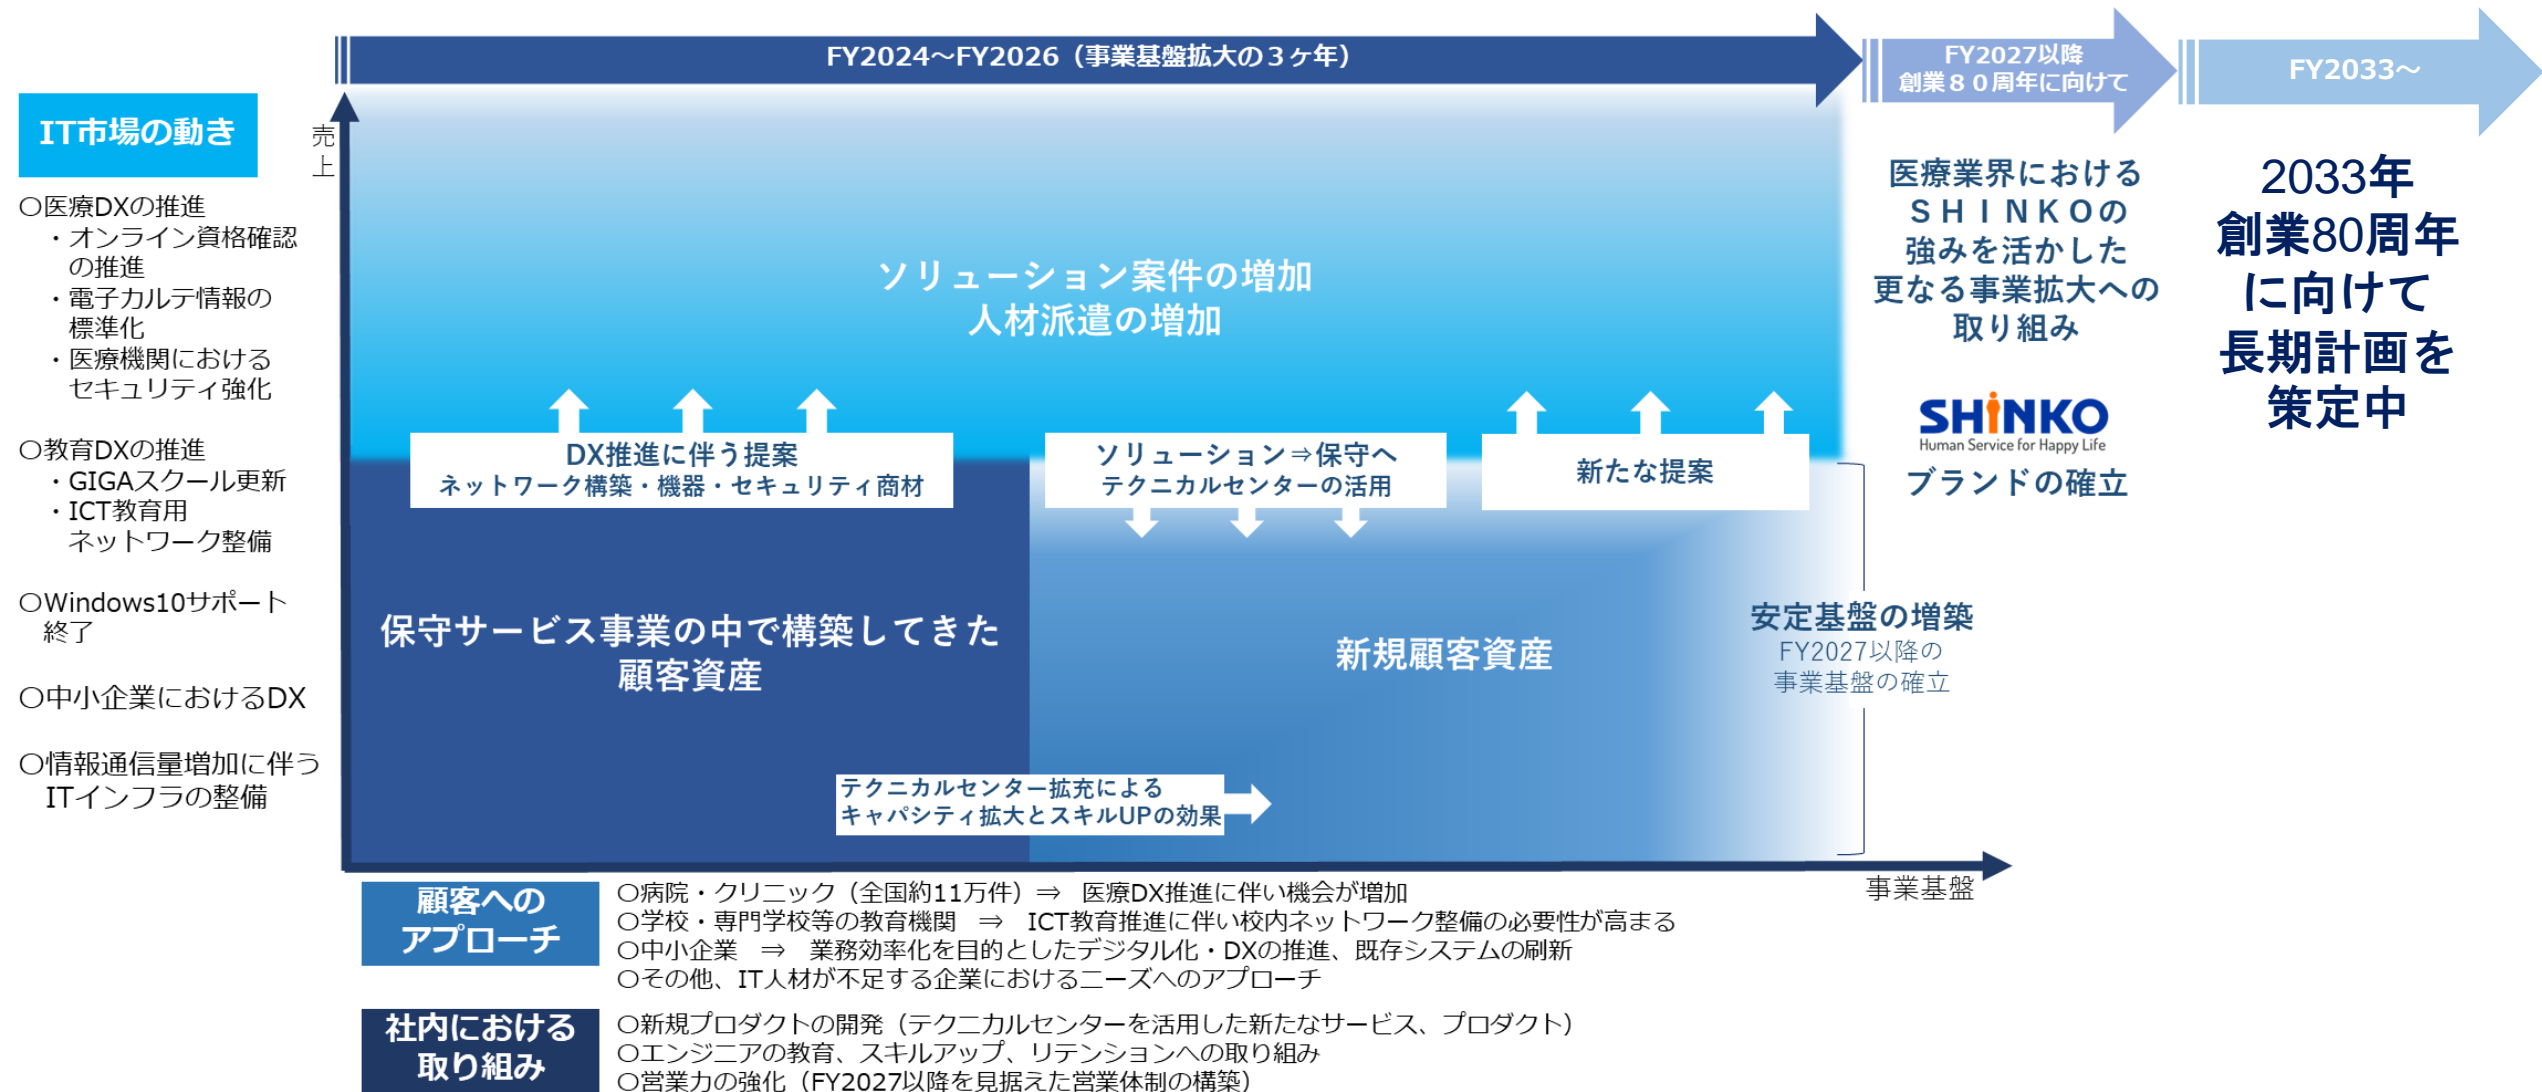 FY2024～FY2026（事業基盤拡大の３ヶ年）
FY2027以降
創業８０周年に向けて
FY2033～
IT市場の動き
〇医療DXの推進
・オンライン資格確認
の推進
・電子カルテ情報の
標準化
・医療機関における
セキュリティ強化
〇教育DXの推進
・GIGAスクール更新
・ICT教育用
ネットワーク整備
〇Windows10サポート
終了
〇中小企業におけるDX
〇情報通信量増加に伴う
ITインフラの整備
売
上
ソリューション案件の増加
人材派遣の増加
DX推進に伴う提案
ネットワーク構築・機器・セキュリティ商材
ソリューション⇒保守へ
テクニカルセンターの活用
新たな提案
保守サービス事業の中で構築してきた
顧客資産
新規顧客資産
テクニカルセンター拡充による
キャパシティ拡大とスキルUPの効果
安定基盤の増築
FY2027以降の
事業基盤の確立
事業基盤
医療業界における
ＳＨＩＮＫＯの
強みを活かした
更なる事業拡大への
取り組み
SHiNKO
Human Service for Happy Life
ブランドの確立
2033年
創業80周年
に向けて
長期計画を
策定中
顧客への
アプローチ
〇病院・クリニック（全国約11万件）⇒　医療DX推進に伴い機会が増加
〇学校・専門学校等の教育機関　⇒　ICT教育推進に伴い校内ネットワーク整備の必要性が高まる
〇中小企業　⇒　業務効率化を目的としたデジタル化・DXの推進、既存システムの刷新
〇その他、IT人材が不足する企業におけるニーズへのアプローチ
社内における
取り組み
〇新規プロダクトの開発（テクニカルセンターを活用した新たなサービス、プロダクト）
〇エンジニアの教育、スキルアップ、リテンションへの取り組み
〇営業力の強化（FY2027以降を見据えた営業体制の構築）